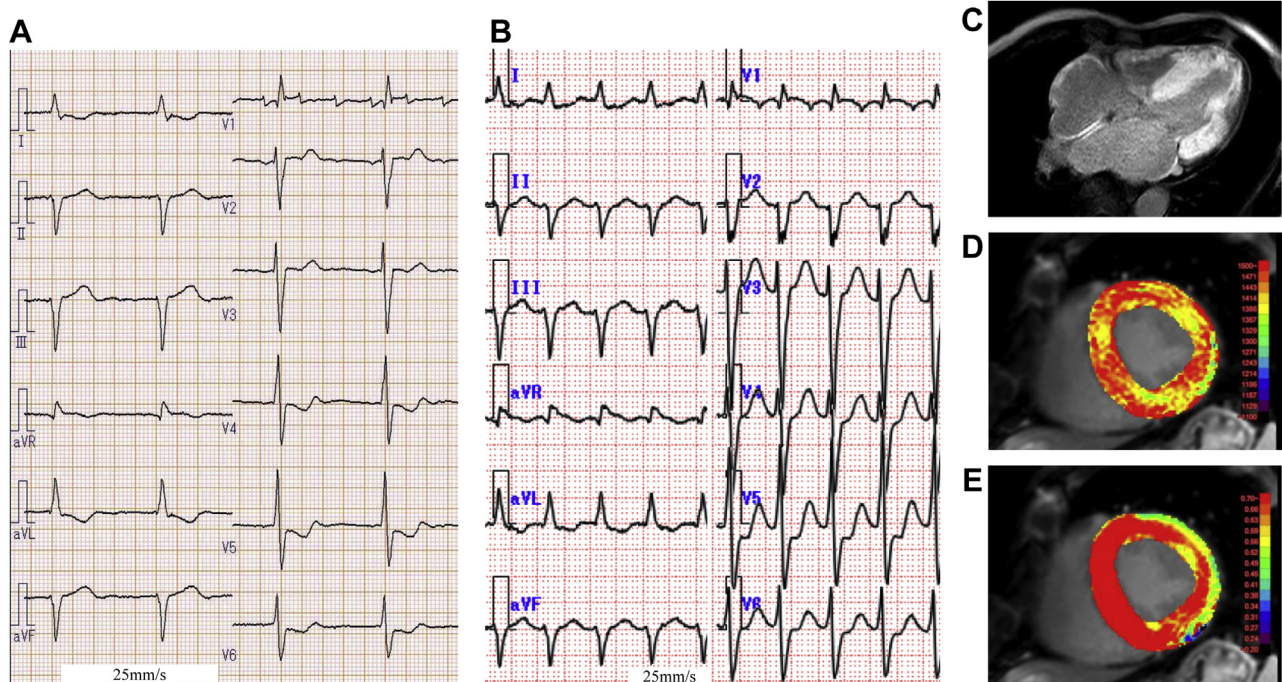 A
I
II
III
aVR
aVL
aVF
V1
V2
V3
V4
V5
V6
25mm/s
B
I
II
III
aVR
aVL
aVF
V1
V2
V3
V4
V5
V6
25mm/s
C
D
1500~
1471
1443
1414
1386
1357
1329
1300
1271
1243
1214
1186
1157
1129
~1100
E
0.70~
0.66
0.63
0.59
0.56
0.52
0.49
0.45
0.41
0.38
0.34
0.31
0.27
0.24
~0.20